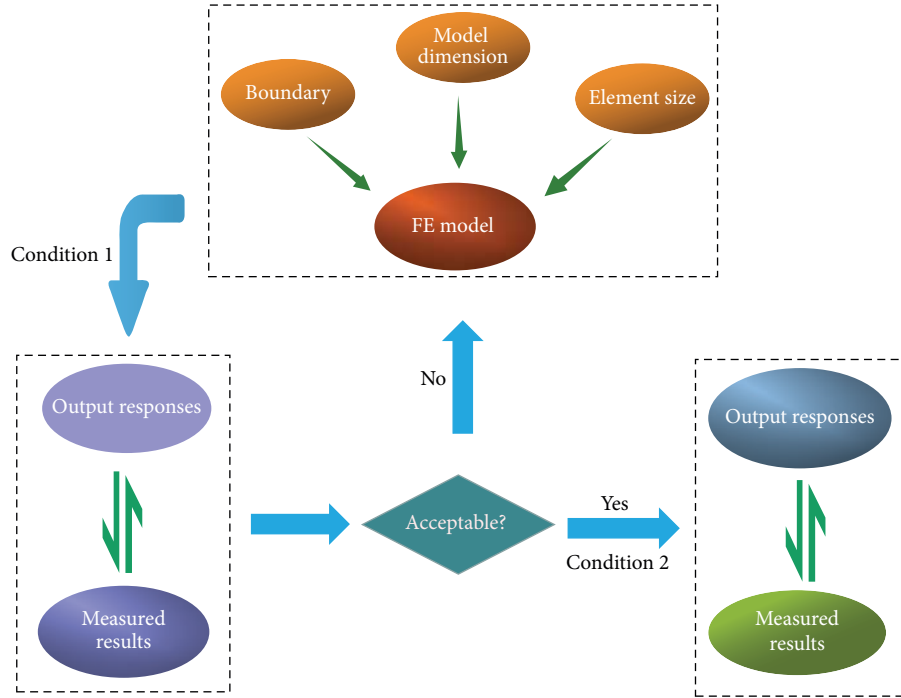 Model
dimension
Boundary
Element size
FE model
Condition 1
No
Output responses
Output responses
Yes
Acceptable?
Condition 2
Measured
results
Measured
results